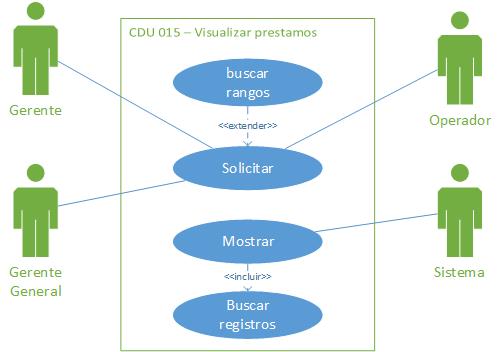 CDU 015 – Visualizar prestamos
buscar
rangos
Gerente
Operador
<<extender>>
Solicitar
Mostrar
Gerente
General
Sistema
<<incluir>>
Buscar
registros